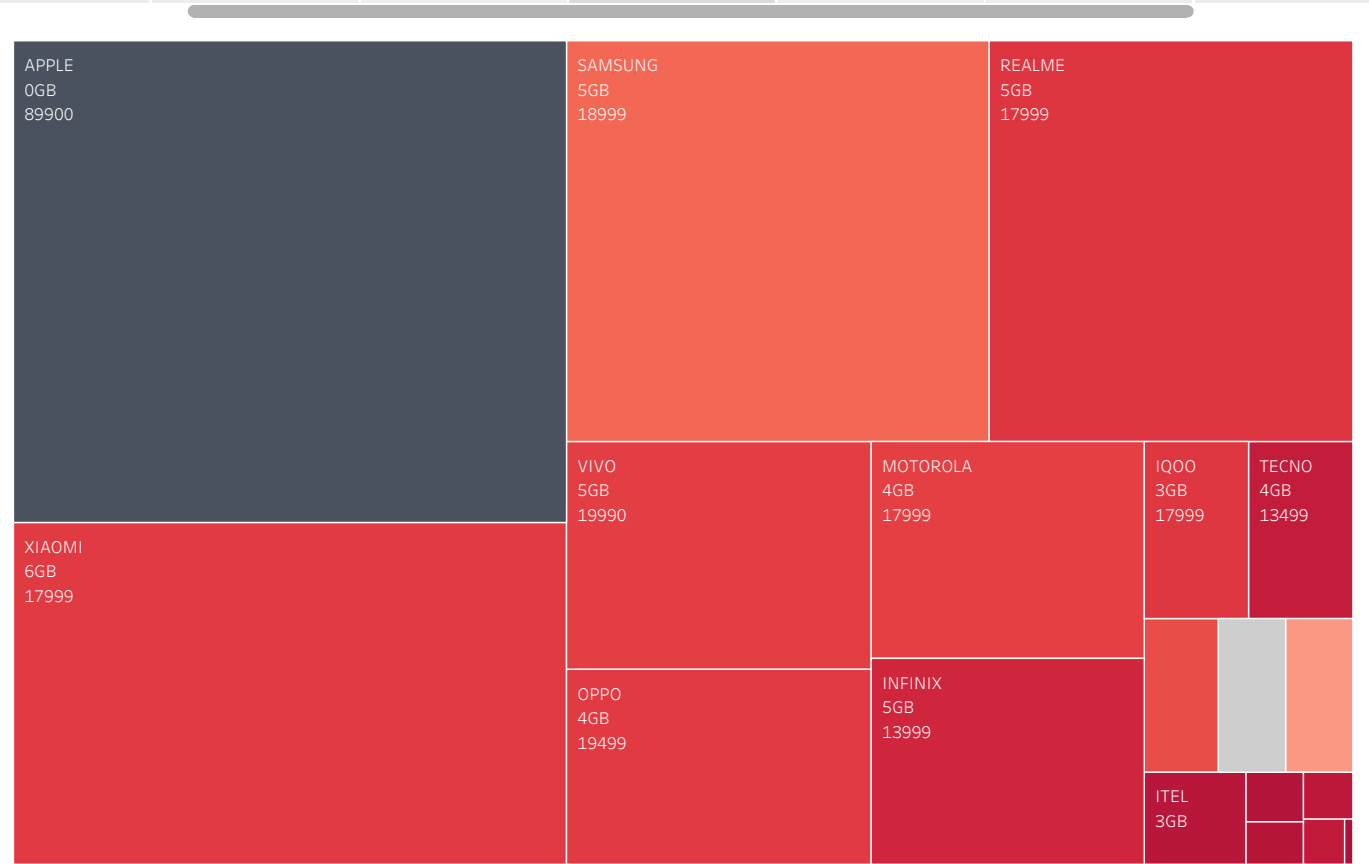 APPLE
0GB
89900
SAMSUNG
5GB
18999
REALME
5GB
17999
XIAOMI
6GB
17999
VIVO
5GB
19990
MOTOROLA
4GB
17999
IQOO
3GB
17999
TECNO
4GB
13499
OPPO
4GB
19499
INFINIX
5GB
13999
ITEL
3GB